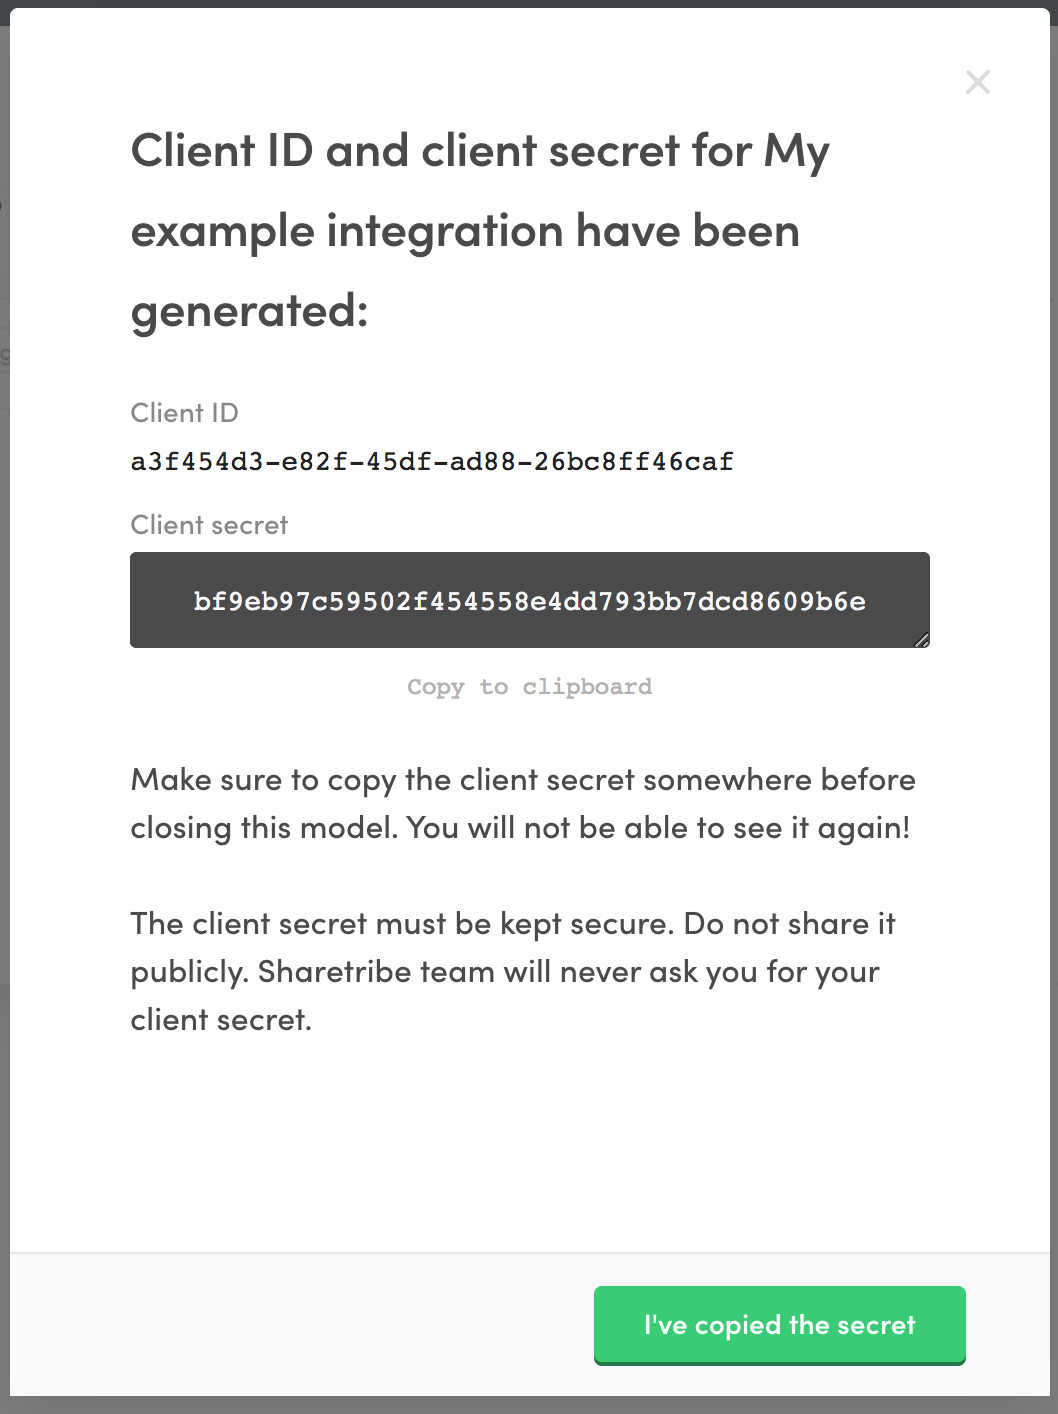 Client ID and client secret for My
example integration have been
generated:
Client ID
a3f454d3-e82f-45df-ad88-26bc8ff46caf
Client secret
bf9eb97c59502f454558e4dd793bb7dcd8609b6e
Copy to clipboard
Make sure to copy the client secret somewhere before
closing this model. You will not be able to see it again!
The client secret must be kept secure. Do not share it
publicly. Sharetribe team will never ask you for your
client secret.
I've copied the secret